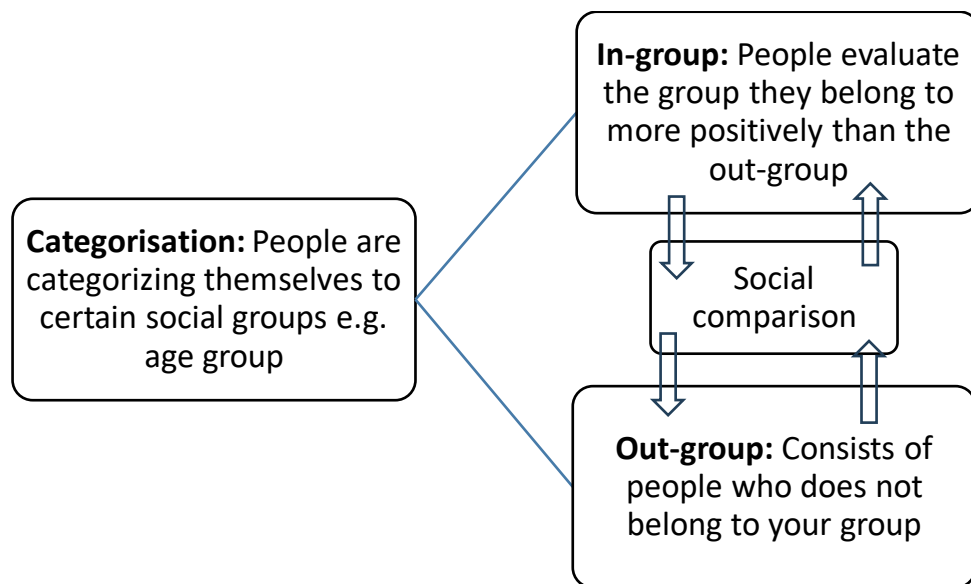 Categorisation: People are
categorizing themselves to
certain social groups e.g.
age group
In-group: People evaluate
the group they belong to
more positively than the
out-group
Social
comparison
Out-group: Consists of
people who does not
belong to your group